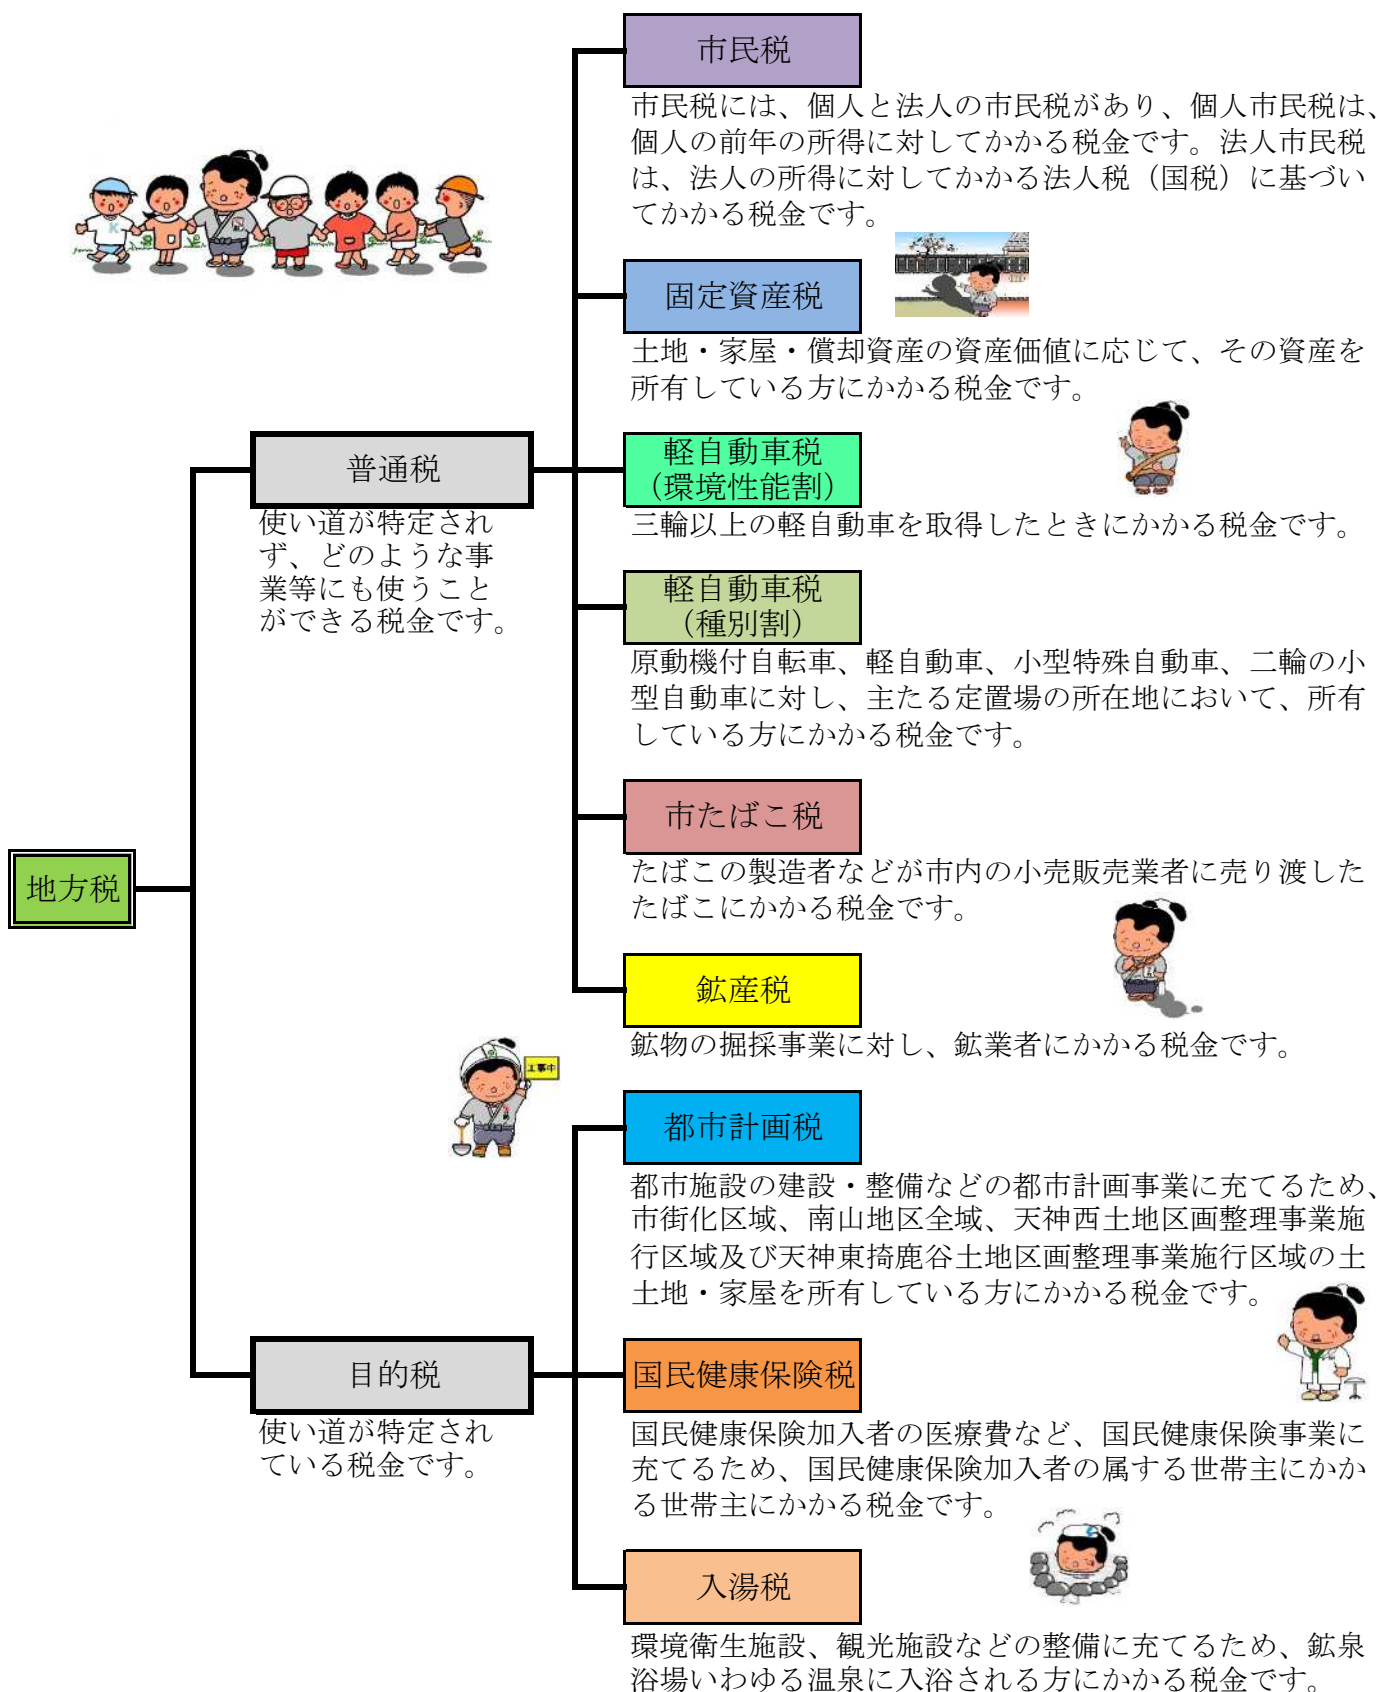 市民税
市民税には、個人と法人の市民税があり、個人市民税は、
個人の前年の所得に対してかかる税金です。法人市民税
は、法人の所得に対してかかる法人税（国税）に基づい
てかかる税金です。
固定資産税
土地・家屋・償却資産の資産価値に応じて、その資産を
所有している方にかかる税金です。
普通税
使い道が特定され
ず、どのような事
業等にも使うこと
ができる税金です。
軽自動車税
（環境性能割）
三輪以上の軽自動車を取得したときにかかる税金です。
軽自動車税
（種別割）
原動機付自転車、軽自動車、小型特殊自動車、二輪の小
型自動車に対し、主たる定置場の所在地において、所有
している方にかかる税金です。
市たばこ税
たばこの製造者などが市内の小売販売業者に売り渡した
たばこにかかる税金です。
地方税
鉱産税
鉱物の掘採事業に対し、鉱業者にかかる税金です。
工事中
都市計画税
都市施設の建設・整備などの都市計画事業に充てるため、
市街化区域、南山地区全域、天神西土地区画整理事業施
行区域及び天神東掎鹿谷土地区画整理事業施行区域の土
土地・家屋を所有している方にかかる税金です。
目的税
使い道が特定され
ている税金です。
国民健康保険税
国民健康保険加入者の医療費など、国民健康保険事業に
充てるため、国民健康保険加入者の属する世帯主にかか
る世帯主にかかる税金です。
入湯税
環境衛生施設、観光施設などの整備に充てるため、鉱泉
浴場いわゆる温泉に入浴される方にかかる税金です。